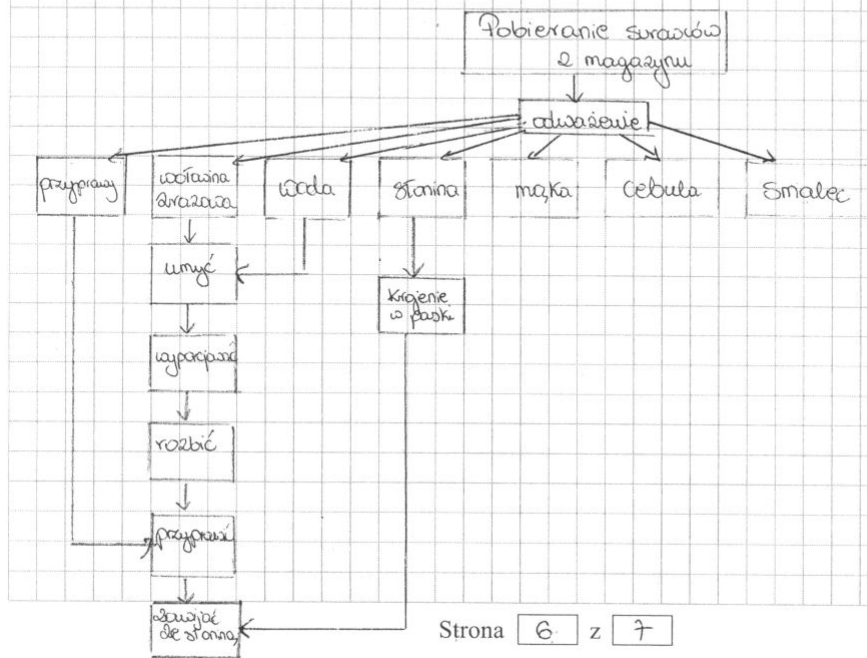 Pobieranie surowców
z magazynu
odważenie
przyprawy
wołowina
zrazowa
woda
słonina
mąka
cebula
smalec
umyć
krojenie
w paski
wyporcjować
rozbić
przyprawić
zawijać
ze słoniną
Strona 6 z 7